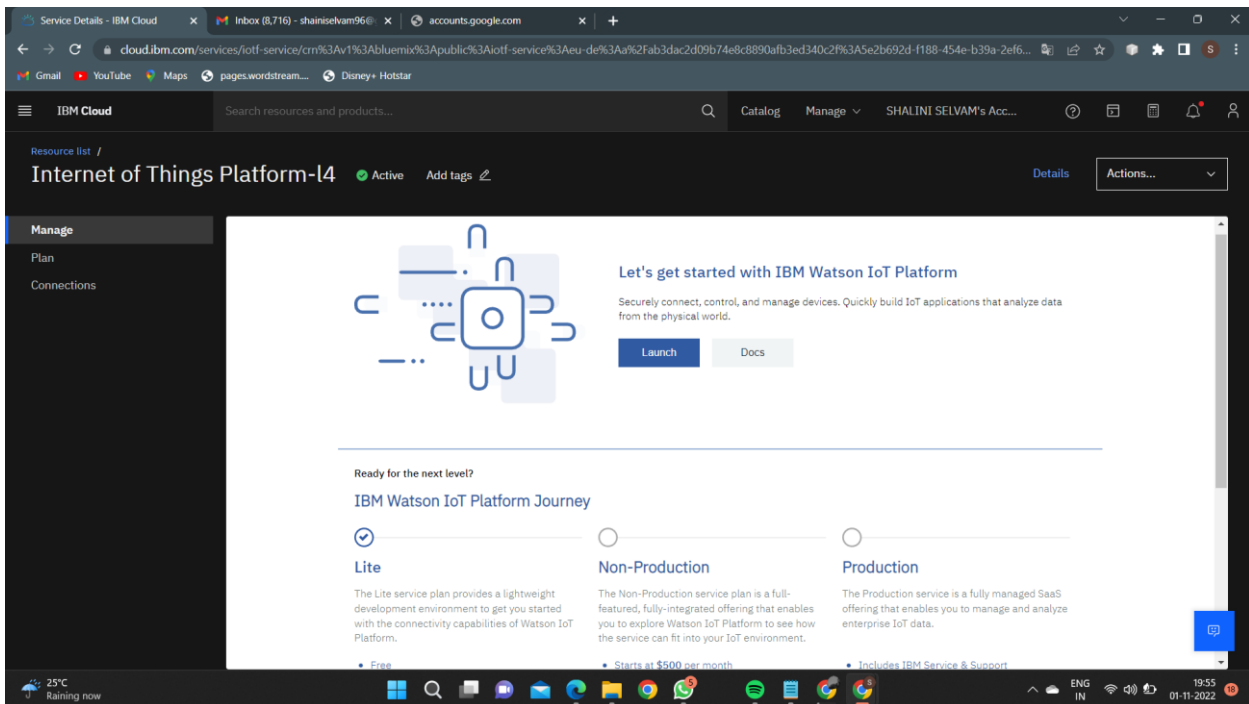 Service Details - IBM Cloud
Inbox (8,716) - shainiselvam96@
accounts.google.com
cloud.ibm.com/services/iotf-service/crn%3Av1%3Abluemix%3Apublic%3Aiotf-service%3Aeu-de%3Aa%2Fab3dac2d09b74e8c8890afb3ed340c2f%3A5e2b692d-f188-454e-b39a-2ef6...
Gmail YouTube Maps pages.wordstream.... Disney+ Hotstar
IBM Cloud
Search resources and products...
Catalog Manage SHALINI SELVAM's Acc...
Resource list /
Internet of Things Platform-l4 Active Add tags
Details Actions...
Manage
Plan
Connections
Let's get started with IBM Watson IoT Platform
Securely connect, control, and manage devices. Quickly build IoT applications that analyze data
from the physical world.
Launch Docs
Ready for the next level?
IBM Watson IoT Platform Journey
Lite
The Lite service plan provides a lightweight
development environment to get you started
with the connectivity capabilities of Watson IoT
Platform.
• Free
Non-Production
The Non-Production service plan is a full-
featured, fully-integrated offering that enables
you to explore Watson IoT Platform to see how
the service can fit into your IoT environment.
• Starts at $500 per month
Production
The Production service is a fully managed SaaS
offering that enables you to manage and analyze
enterprise IoT data.
• Includes IBM Service & Support
25°C
Raining now
5
S
ENG
IN
19:55
01-11-2022
18